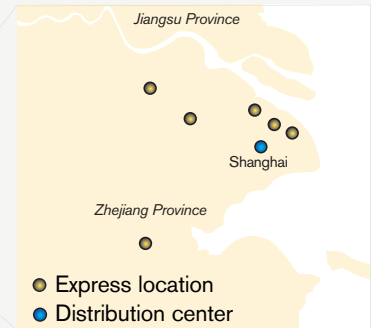 Jiangsu Province
Shanghai
Zhejiang Province
Express location
Distribution center